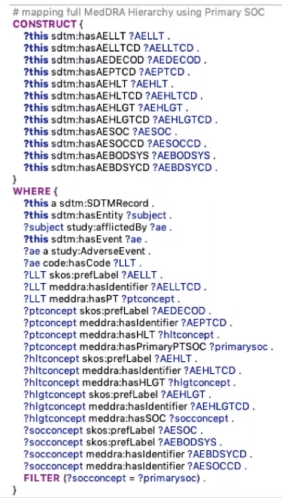 # mapping full MedDRA Hierarchy using Primary SOC
CONSTRUCT {
?this sdtm:hasAELLT ?AELLT .
?this sdtm:hasAELLTCD ?AELLTCD .
?this sdtm:hasAEDECOD ?AEDECOD .
?this sdtm:hasAEPTCD ?AEPTCD .
?this sdtm:hasAEHLT ?AEHLT .
?this sdtm:hasAEHLTCD ?AEHLTCD .
?this sdtm:hasAEHLGT ?AEHLGT .
?this sdtm:hasAEHLGTCD ?AEHLGTCD .
?this sdtm:hasAESOC ?AESOC .
?this sdtm:hasAESOCCD ?AESOCCD .
?this sdtm:hasAEBODSYS ?AEBODSYS .
?this sdtm:hasAEBDSYCD ?AEBDSYCD .
}
WHERE {
?this a sdtm:SDTMRecord .
?this sdtm:hasEntity ?subject .
?subject study:afflictedBy ?ae .
?this sdtm:hasEvent ?ae .
?ae a study:AdverseEvent .
?ae code:hasCode ?LLT .
?LLT skos:prefLabel ?AELLT .
?LLT meddra:hasIdentifier ?AELLTCD .
?LLT meddra:hasPT ?ptconcept .
?ptconcept skos:prefLabel ?AEDECOD .
?ptconcept meddra:hasIdentifier ?AEPTCD .
?ptconcept meddra:hasHLT ?hltconcept .
?ptconcept meddra:hasPrimaryPTSOC ?primarysoc .
?hltconcept skos:prefLabel ?AEHLT .
?hltconcept meddra:hasIdentifier ?AEHLTCD .
?hltconcept meddra:hasHLGT ?hlgtconcept .
?hlgtconcept skos:prefLabel ?AEHLGT .
?hlgtconcept meddra:hasIdentifier ?AEHLGTCD .
?hlgtconcept meddra:hasSOC ?socconcept .
?socconcept skos:prefLabel ?AESOC .
?socconcept skos:prefLabel ?AEBODSYS .
?socconcept meddra:hasIdentifier ?AEBDSYCD .
?socconcept meddra:hasIdentifier ?AESOCCD .
FILTER (?socconcept = ?primarysoc) .
}